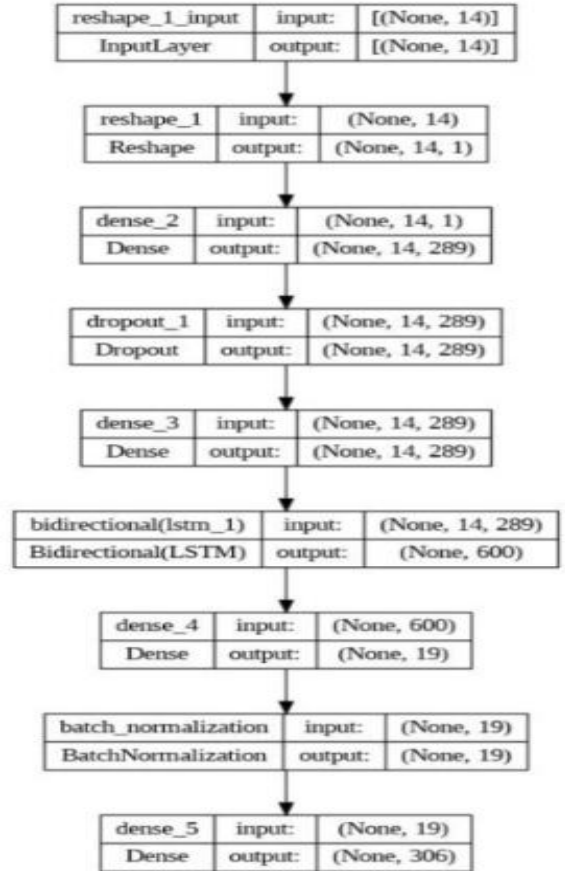 reshape_1_input input: [(None, 14)]
InputLayer output: [(None, 14)]
reshape_1 input: (None, 14)
Reshape output: (None, 14, 1)
dense_2 input: (None, 14, 1)
Dense output: (None, 14, 289)
dropout_1 input: (None, 14, 289)
Dropout output: (None, 14, 289)
dense_3 input: (None, 14, 289)
Dense output: (None, 14, 289)
bidirectional(lstm_1) input: (None, 14, 289)
Bidirectional(LSTM) output: (None, 600)
dense_4 input: (None, 600)
Dense output: (None, 19)
batch_normalization input: (None, 19)
BatchNormalization output: (None, 19)
dense_5 input: (None, 19)
Dense output: (None, 306)